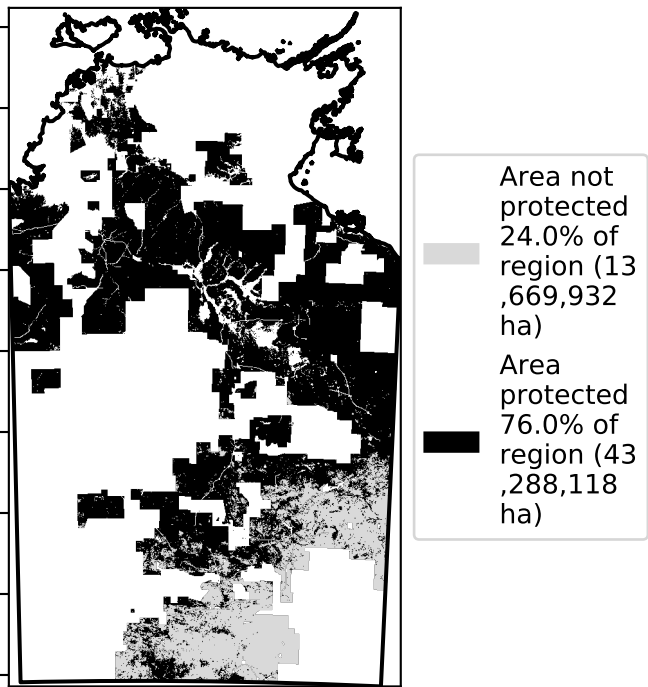 Area not
protected
24.0% of
region (13
,669,932
ha)
Area
protected
76.0% of
region (43
,288,118
ha)